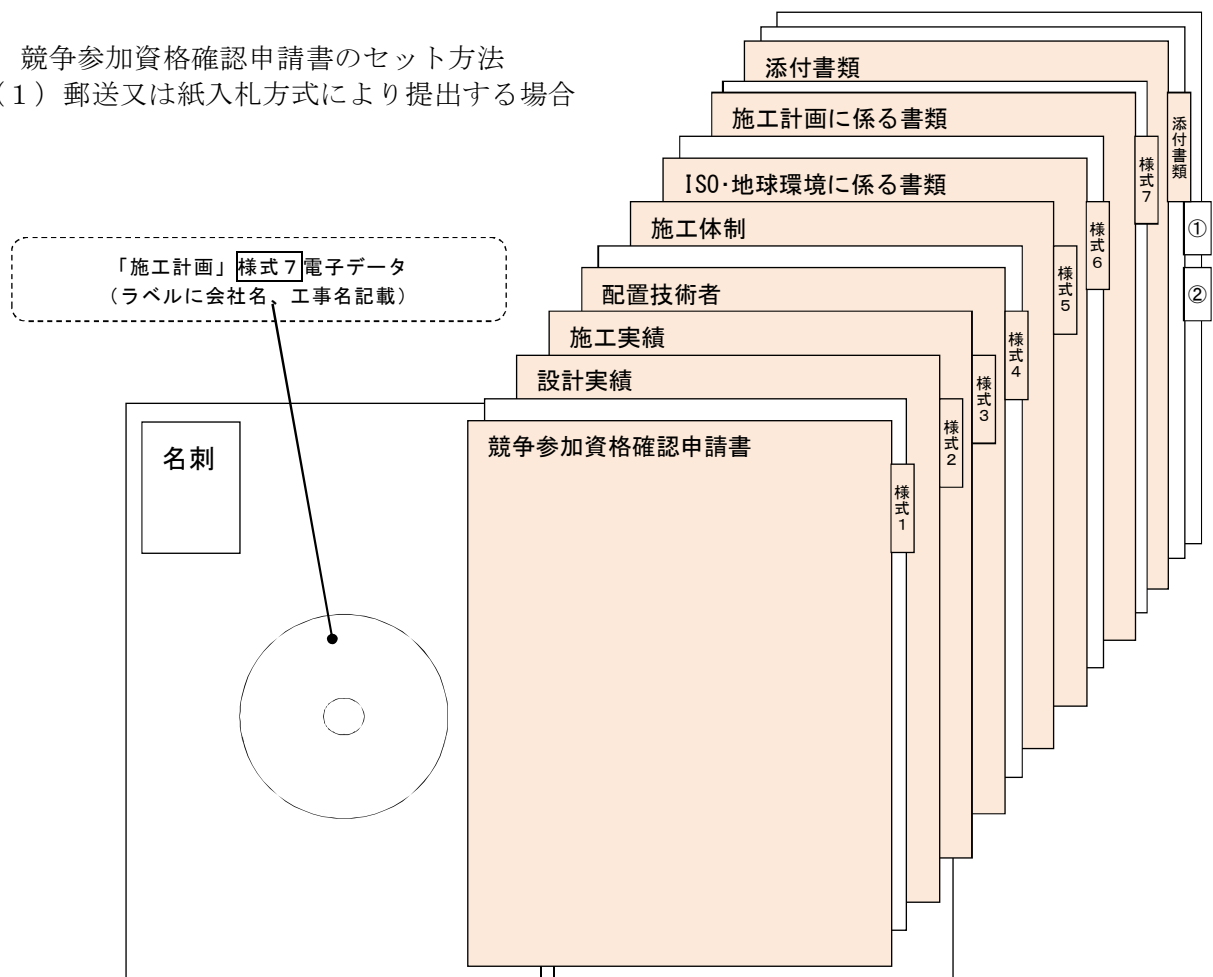 競争参加資格確認申請書のセット方法
(1)郵送又は紙入札方式により提出する場合
添付書類
施工計画に係る書類
ISO・地球環境に係る書類
施工体制
配置技術者
施工実績
設計実績
競争参加資格確認申請書
添付書類
様式7
様式6
様式5
様式4
様式3
様式2
様式1
①
②
「施工計画」様式7電子データ
(ラベルに会社名、工事名記載)
名刺